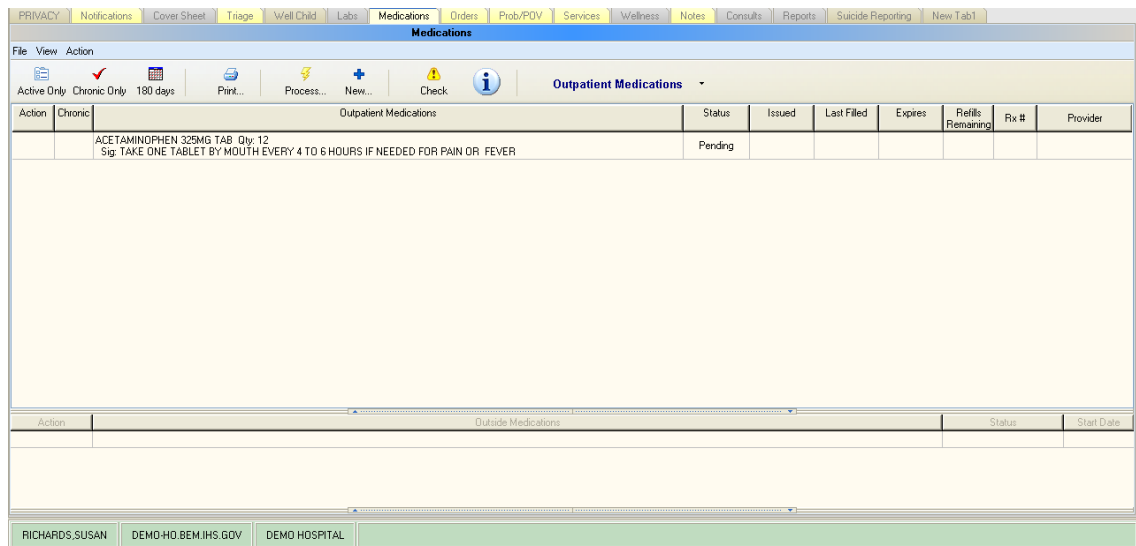 PRIVACY Notifications Cover Sheet Triage Well Child Labs Medications Orders Prob/POV Services Wellness Notes Consults Reports Suicide Reporting New Tab1
Medications
File View Action
Active Only Chronic Only 180 days Print... Process... New... Check i Outpatient Medications
Action Chronic Outpatient Medications Status Issued Last Filled Expires Refills Remaining Rx # Provider
ACETAMINOPHEN 325MG TAB Qty: 12
Sig: TAKE ONE TABLET BY MOUTH EVERY 4 TO 6 HOURS IF NEEDED FOR PAIN OR FEVER
Pending
Action Outside Medications Status Start Date
RICHARDS,SUSAN DEMO-HO.BEM.IHS.GOV DEMO HOSPITAL